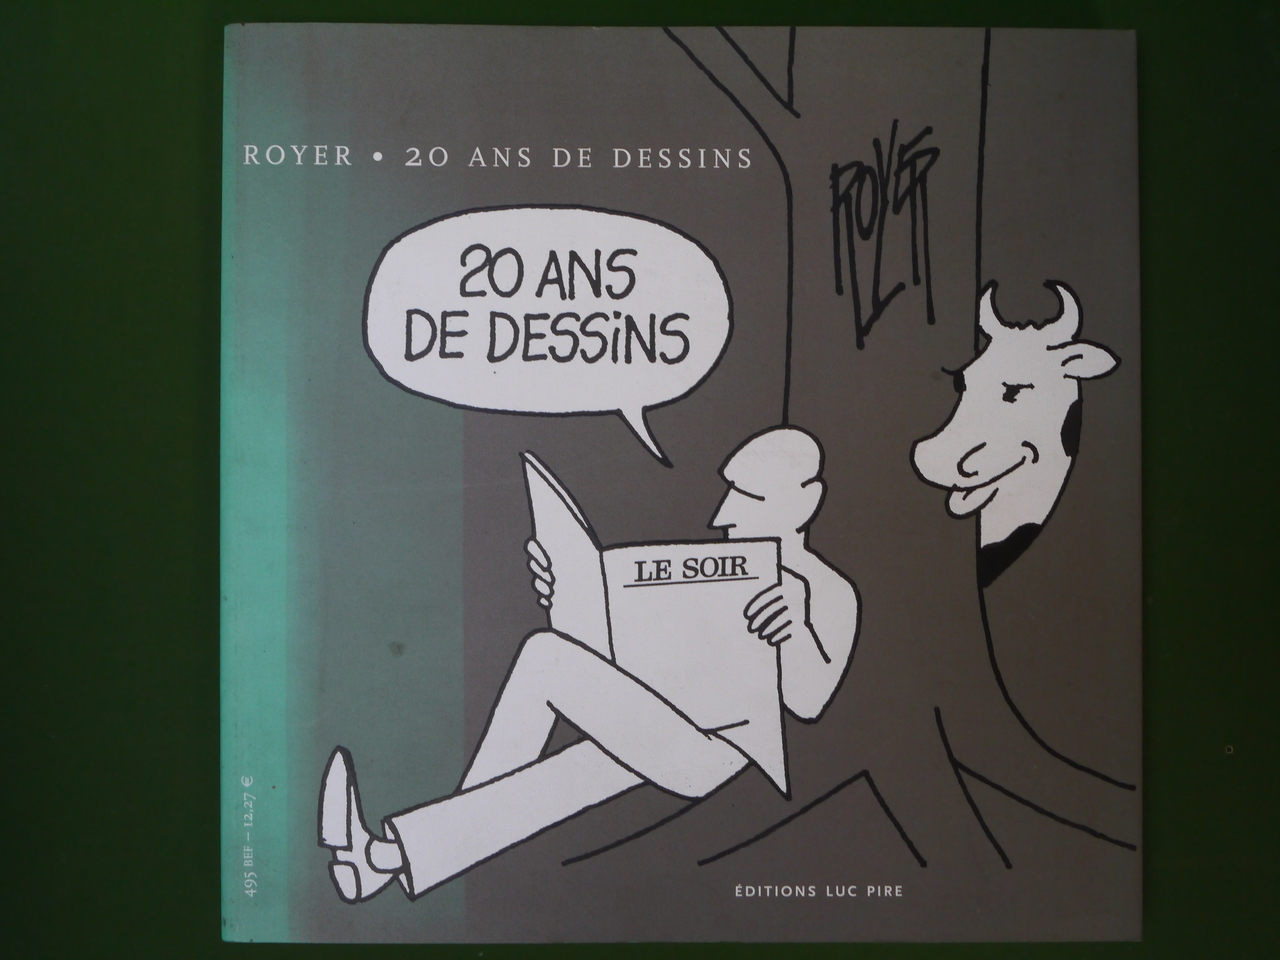 ROYER • 20 ANS DE DESSINS
ROYER
20 ANS
DE DESSiNS
LE SOIR
495 BEF – 12,27 €
ÉDITIONS LUC PIRE